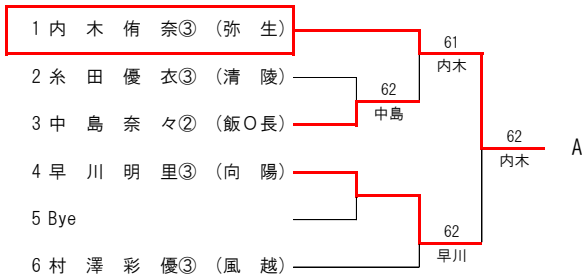 1 内 木 侑 奈③ (弥 生)
61
内木
2 糸 田 優 衣③ (清 陵)
62
中島
3 中 島 奈 々② (飯O長)
62
内木
A
4 早 川 明 里③ (向 陽)
5 Bye
62
早川
6 村 澤 彩 優③ (風 越)